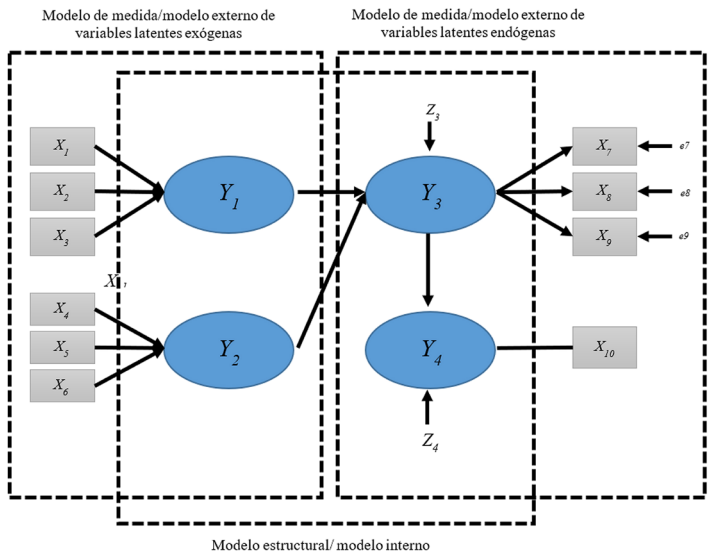 Modelo de medida/modelo externo de
variables latentes exógenas
Modelo de medida/modelo externo de
variables latentes endógenas
Z3
X1
X2
X3
Y1
Y3
X7
X8
X9
e7
e8
e9
X
X4
X5
X6
Y2
Y4
X10
Z4
Modelo estructural/ modelo interno